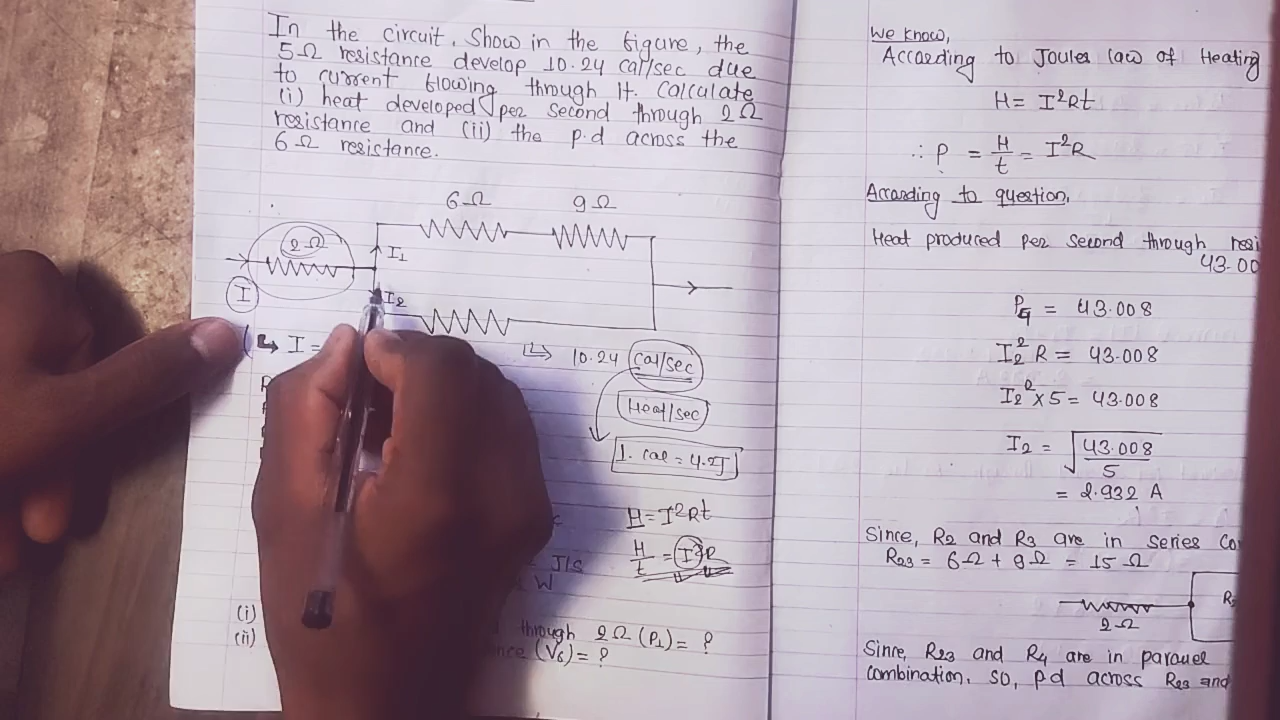 In the circuit. Show in the figure, the
5Ω resistance develop 10.24 cal/sec due
to current flowing through it. Calculate
(i) heat developed per second through 2Ω
resistance and (ii) the p.d across the
6Ω resistance.
6Ω 9Ω
2Ω
I₁
I
I₂
↳ I =
↳ 10.24 cal/sec
Heat/sec
1. cal = 4.2J
H = I²Rt
H/t = I²R
J/s
W
(i) through 2Ω (P₁) = ?
(ii) (V₆) = ?
We know,
According to Joules law of Heating
H = I²Rt
∴ P = H/t = I²R
According to question,
Heat produced per second through resi
43.00
P₄ = 43.008
I₂² R = 43.008
I₂² × 5 = 43.008
I₂ = √43.008/5
= 2.932 A
Since, R₂ and R₃ are in series Co
R₂₃ = 6Ω + 9Ω = 15Ω
2Ω
Since, R₂₃ and R₄ are in parallel
combination. so, p.d across R₂₃ and